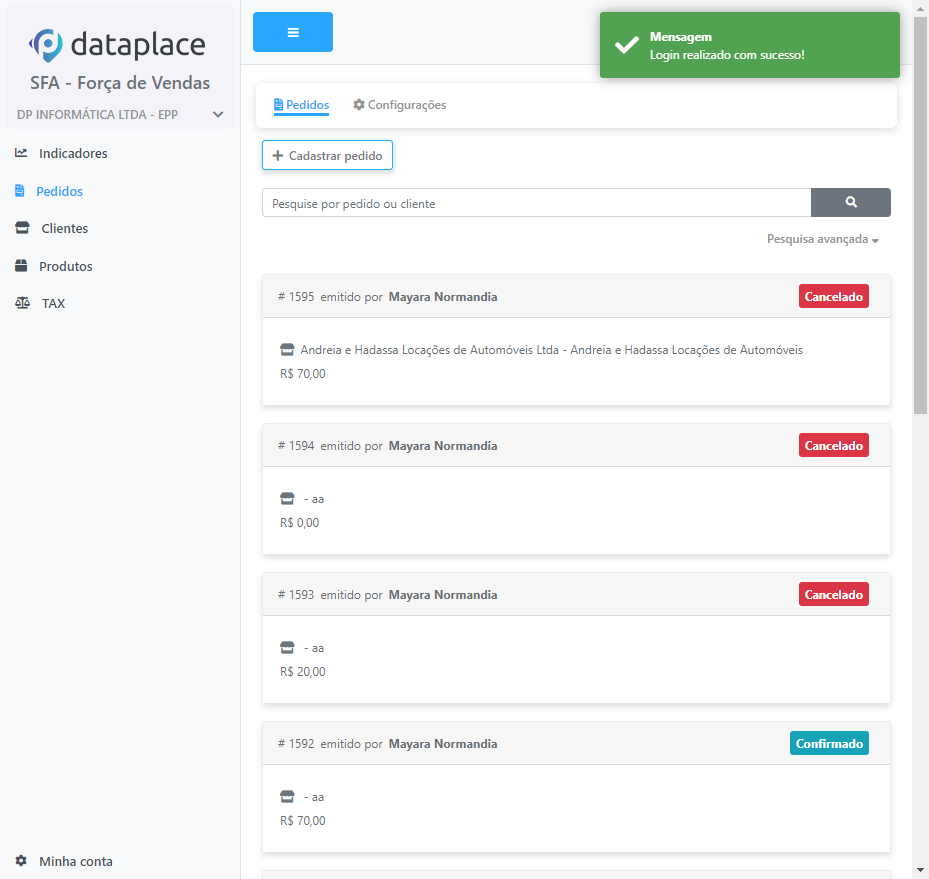 dataplace
SFA - Força de Vendas
DP INFORMÁTICA LTDA - EPP
Indicadores
Pedidos
Clientes
Produtos
TAX
Minha conta
Mensagem
Login realizado com sucesso!
Pedidos Configurações
Cadastrar pedido
Pesquise por pedido ou cliente
Pesquisa avançada
# 1595 emitido por Mayara Normandia Cancelado
Andreia e Hadassa Locações de Automóveis Ltda - Andreia e Hadassa Locações de Automóveis
R$ 70,00
# 1594 emitido por Mayara Normandia Cancelado
- aa
R$ 0,00
# 1593 emitido por Mayara Normandia Cancelado
- aa
R$ 20,00
# 1592 emitido por Mayara Normandia Confirmado
- aa
R$ 70,00